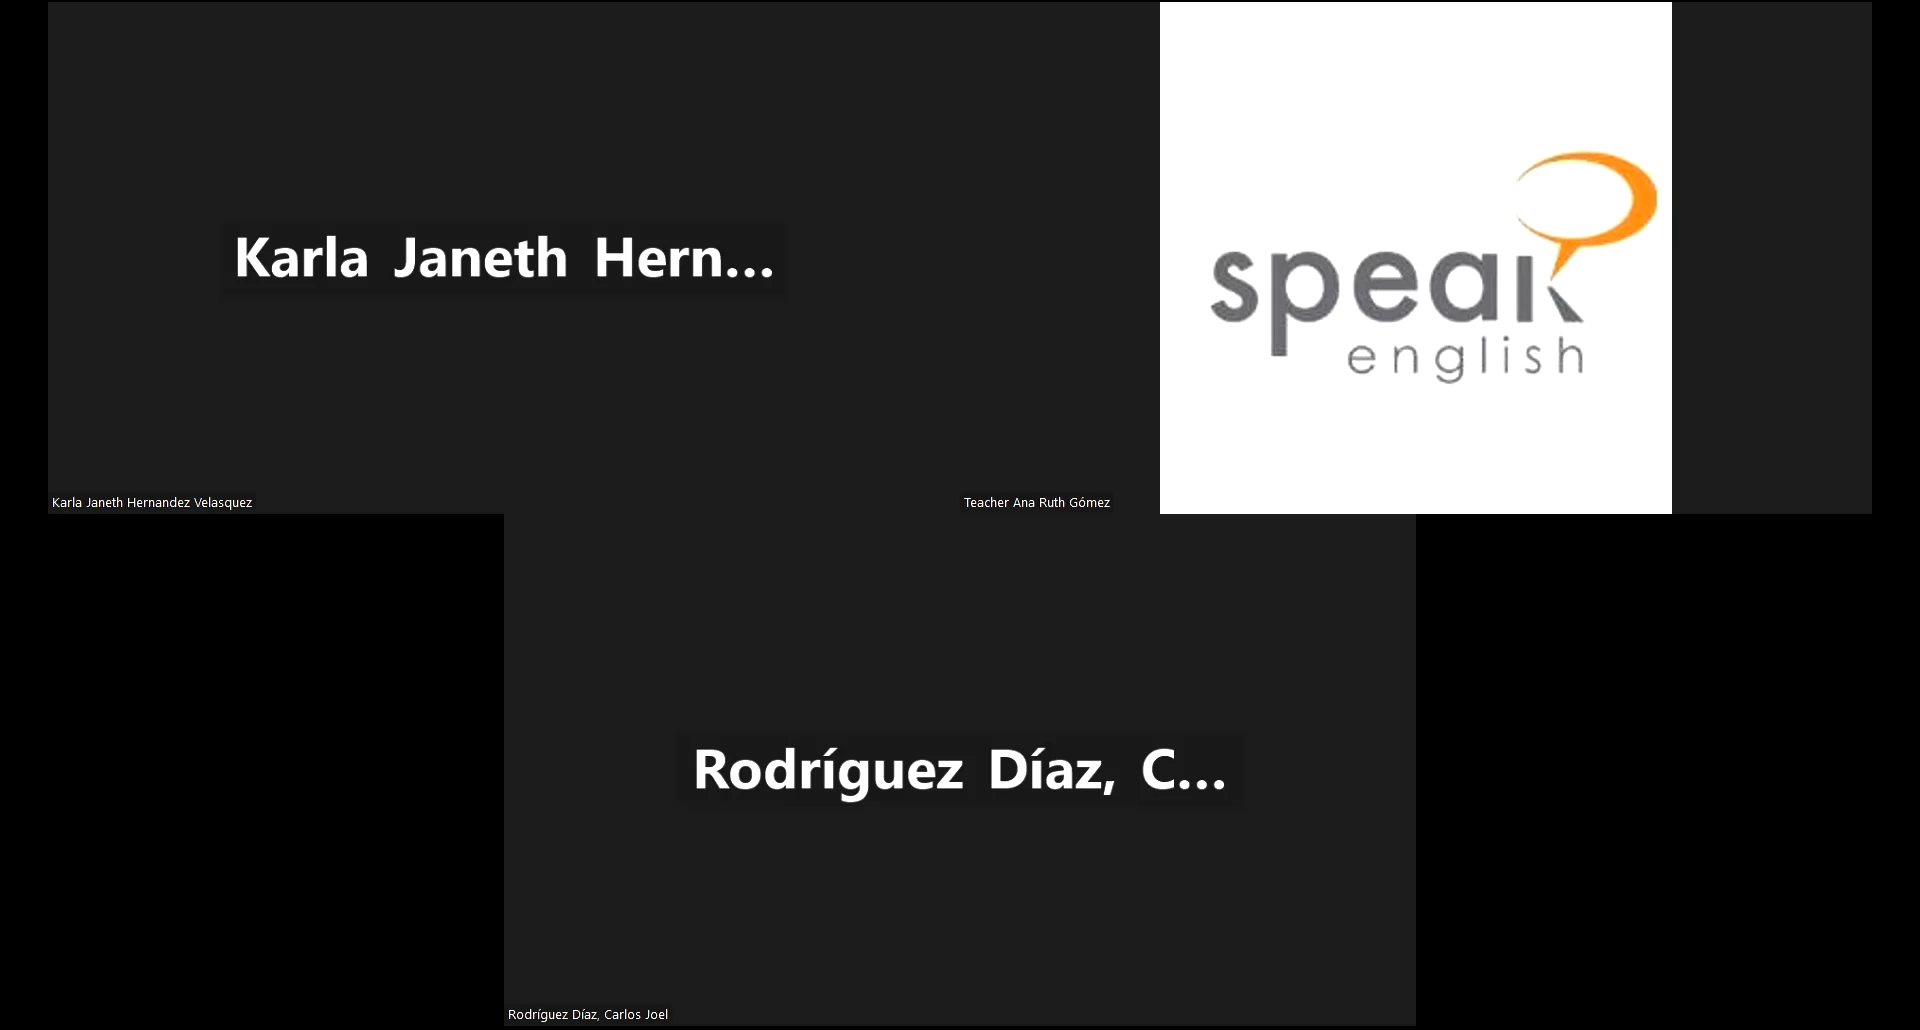 Karla Janeth Hern...
speak
english
Karla Janeth Hernandez Velasquez
Teacher Ana Ruth Gómez
Rodríguez Díaz, C...
Rodríguez Díaz, Carlos Joel